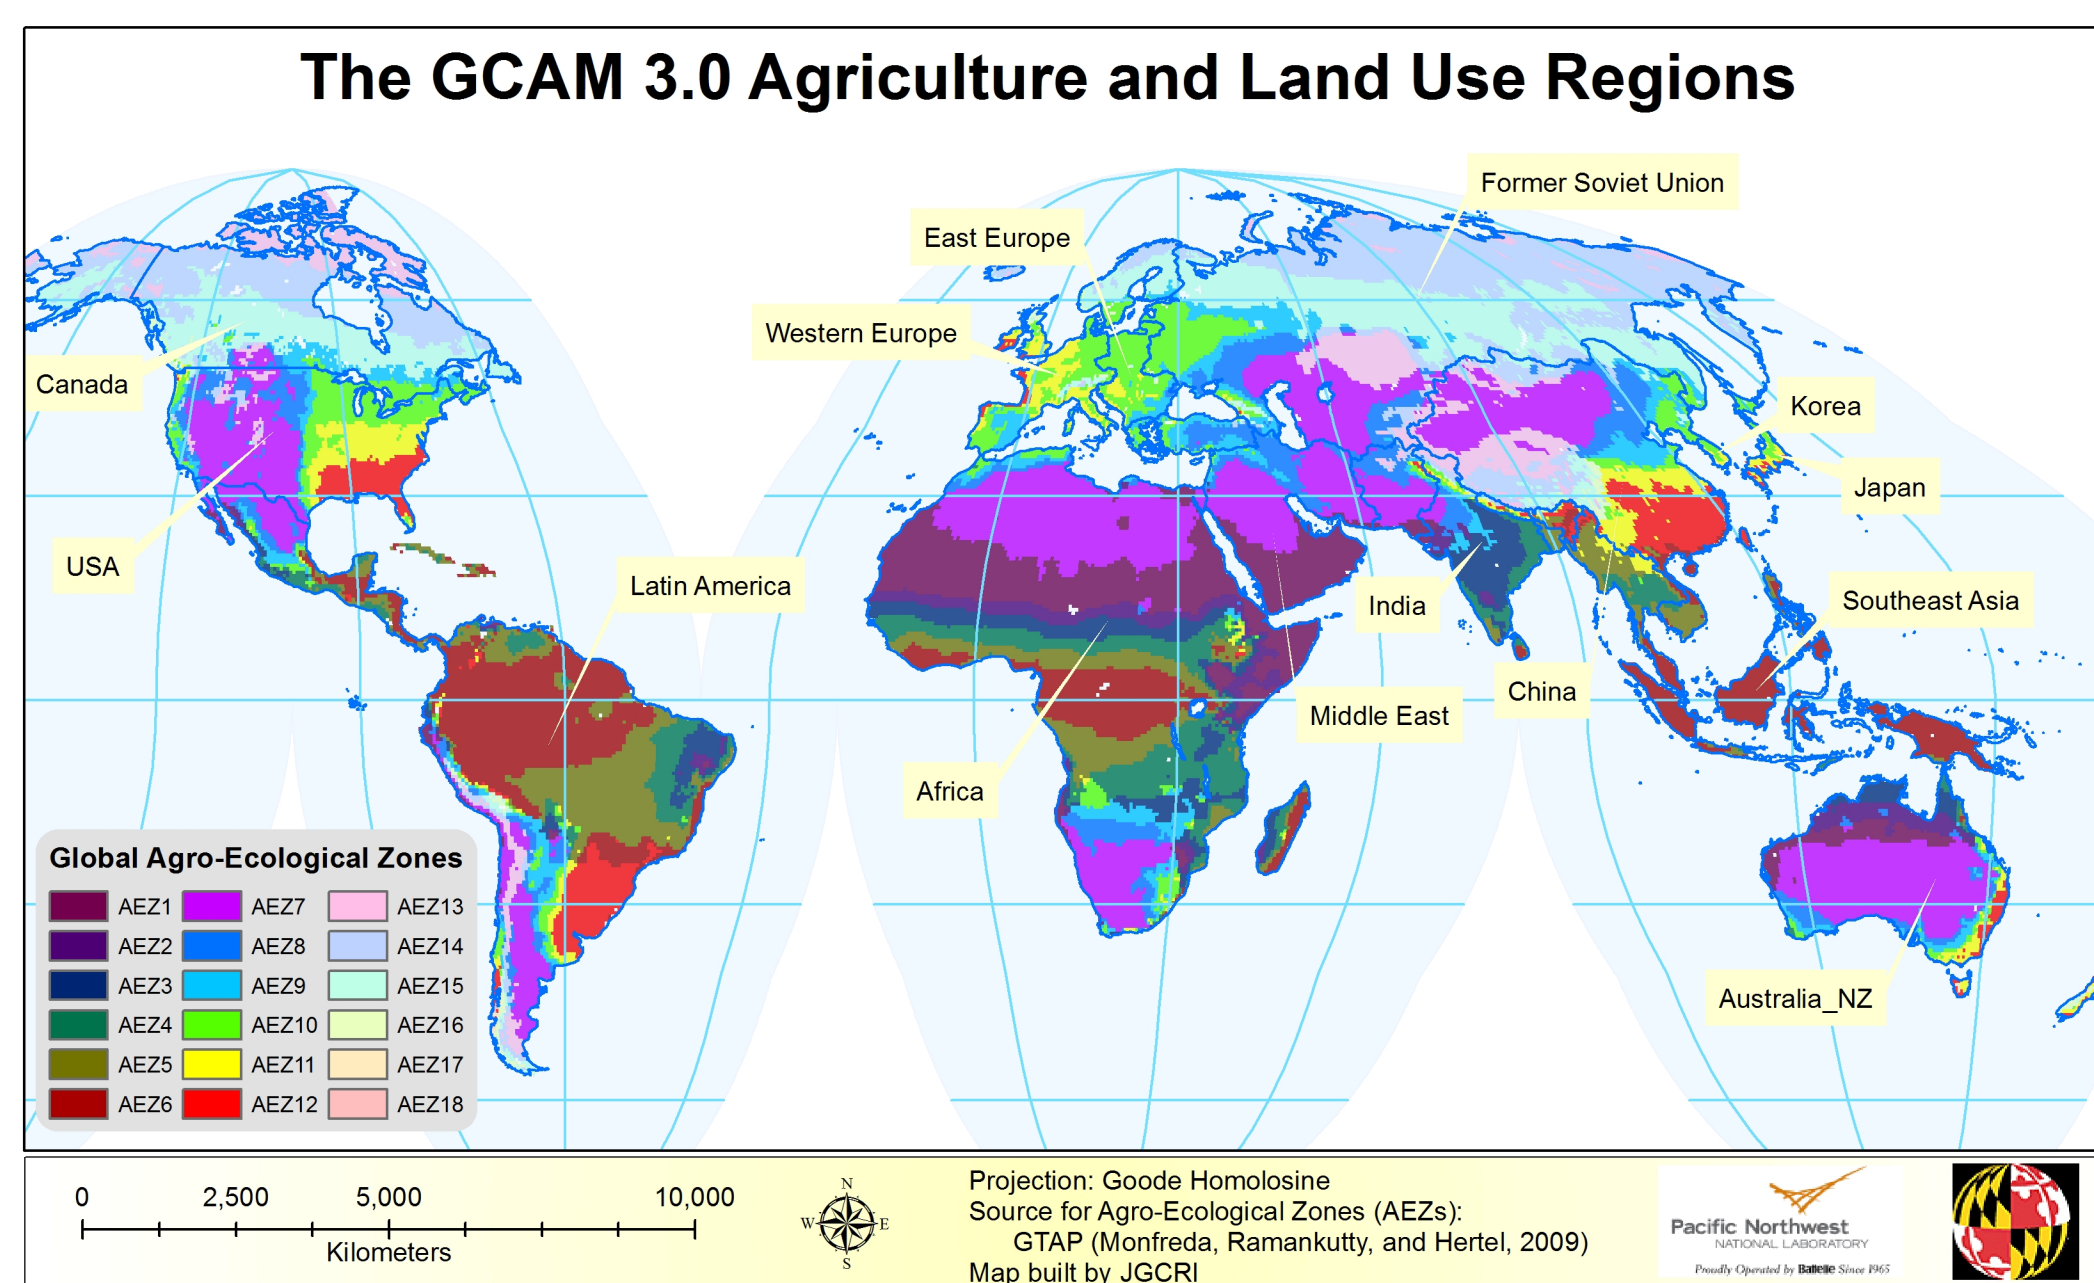 The GCAM 3.0 Agriculture and Land Use Regions
Former Soviet Union
East Europe
Western Europe
Canada
Korea
Japan
USA
Latin America
India
Southeast Asia
China
Middle East
Africa
Australia_NZ
Global Agro-Ecological Zones
AEZ1 AEZ7 AEZ13
AEZ2 AEZ8 AEZ14
AEZ3 AEZ9 AEZ15
AEZ4 AEZ10 AEZ16
AEZ5 AEZ11 AEZ17
AEZ6 AEZ12 AEZ18
0 2,500 5,000 10,000
Kilometers
N
W E
S
Projection: Goode Homolosine
Source for Agro-Ecological Zones (AEZs):
GTAP (Monfreda, Ramankutty, and Hertel, 2009)
Map built by JGCRI
Pacific Northwest
NATIONAL LABORATORY
Proudly Operated by Battelle Since 1965